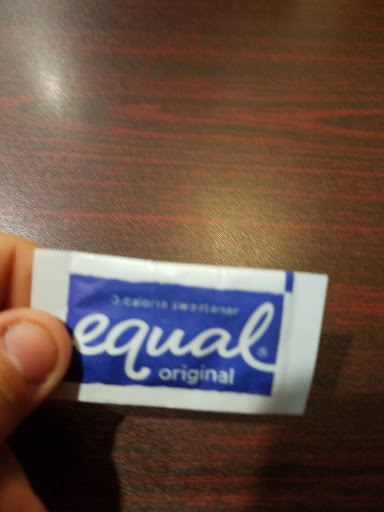 0 calorie sweetener
equal®
original